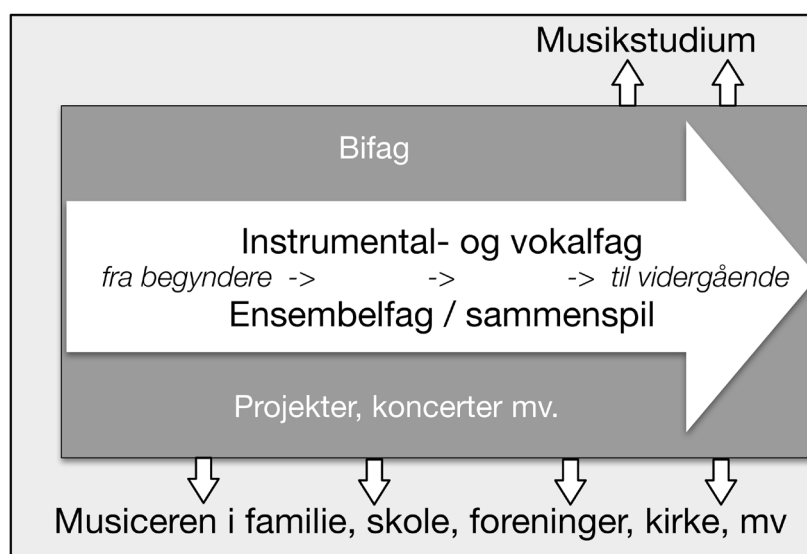 Musikstudium
Bifag
Instrumental- og vokalfag
fra begyndere -> -> -> til vidergående
Ensembelfag / sammenspil
Projekter, koncerter mv.
Musiceren i familie, skole, foreninger, kirke, mv